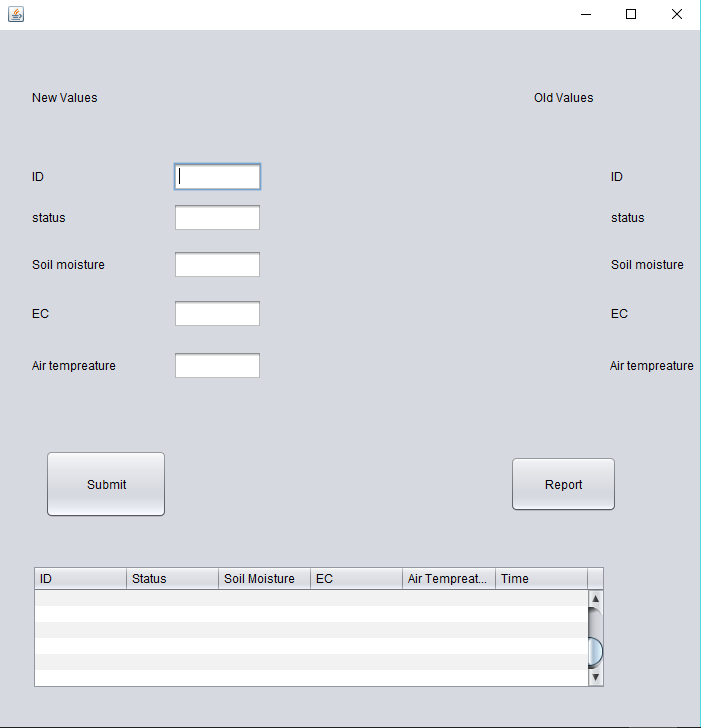 New Values Old Values
ID ID
status status
Soil moisture Soil moisture
EC EC
Air tempreature Air tempreature
Submit Report
ID Status Soil Moisture EC Air Tempreat... Time